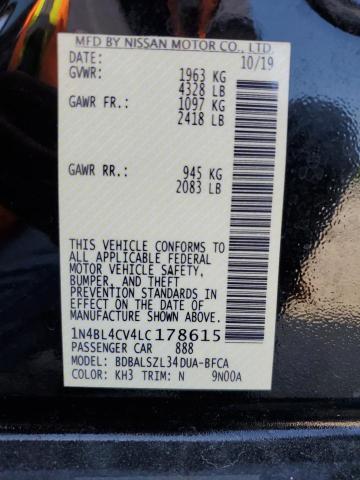 MFD BY NISSAN MOTOR CO., LTD.
DATE: 10/19
GVWR: 1963 KG
4328 LB
GAWR FR.: 1097 KG
2418 LB
GAWR RR.: 945 KG
2083 LB
THIS VEHICLE CONFORMS TO
ALL APPLICABLE FEDERAL
MOTOR VEHICLE SAFETY,
BUMPER, AND THEFT
PREVENTION STANDARDS
IN EFFECT ON THE DATE OF
MANUFACTURE SHOWN ABOVE.
1N4BL4CV4LC178615
PASSENGER CAR 888
MODEL: BDBALSZL34DUA-BFCA
COLOR: KH3 TRIM: N 9N00A